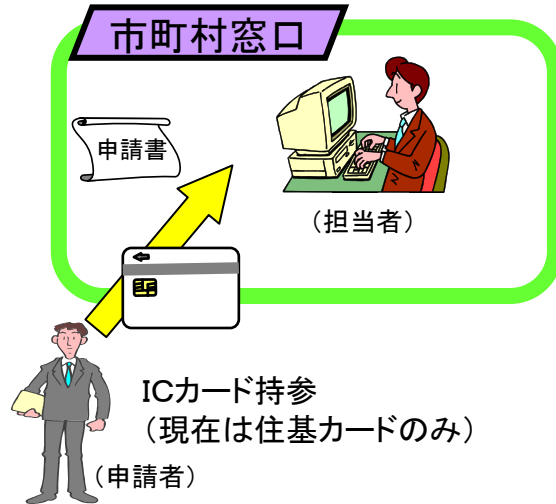 市町村窓口
申請書
（担当者）
ICカード持参
（現在は住基カードのみ）
（申請者）